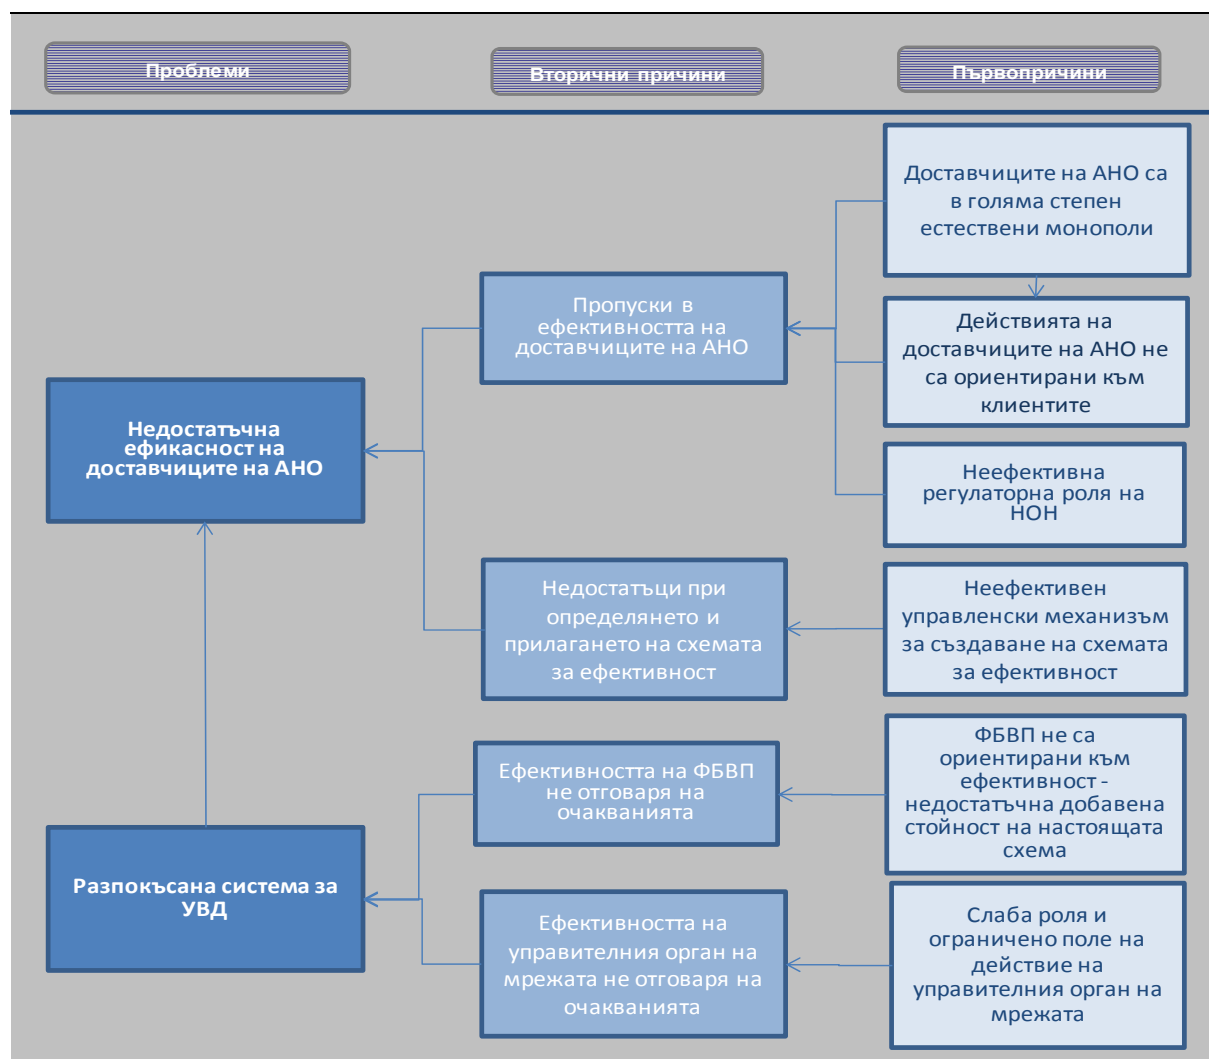 Проблеми
Вторични причини
Първопричини
Доставчиците на АНО са
в голяма степен
естествени монополи
Пропуски в
ефективността на
доставчиците на АНО
Действията на
доставчиците на АНО не
са ориентирани към
клиентите
Недостатъчна
ефикасност на
доставчиците на АНО
Неефективна
регулаторна роля на
НОН
Недостатъци при
определянето и
прилагането на схемата
за ефективност
Неефективен
управленски механизъм
за създаване на схемата
за ефективност
Ефективността на ФБВП
не отговаря на
очакванията
ФБВП не са
ориентирани към
ефективност -
недостатъчна добавена
стойност на настоящата
схема
Разпокъсана система за
УВД
Ефективността на
управителния орган на
мрежата не отговаря на
очакванията
Слаба роля и
ограничено поле на
действие на
управителния орган на
мрежата